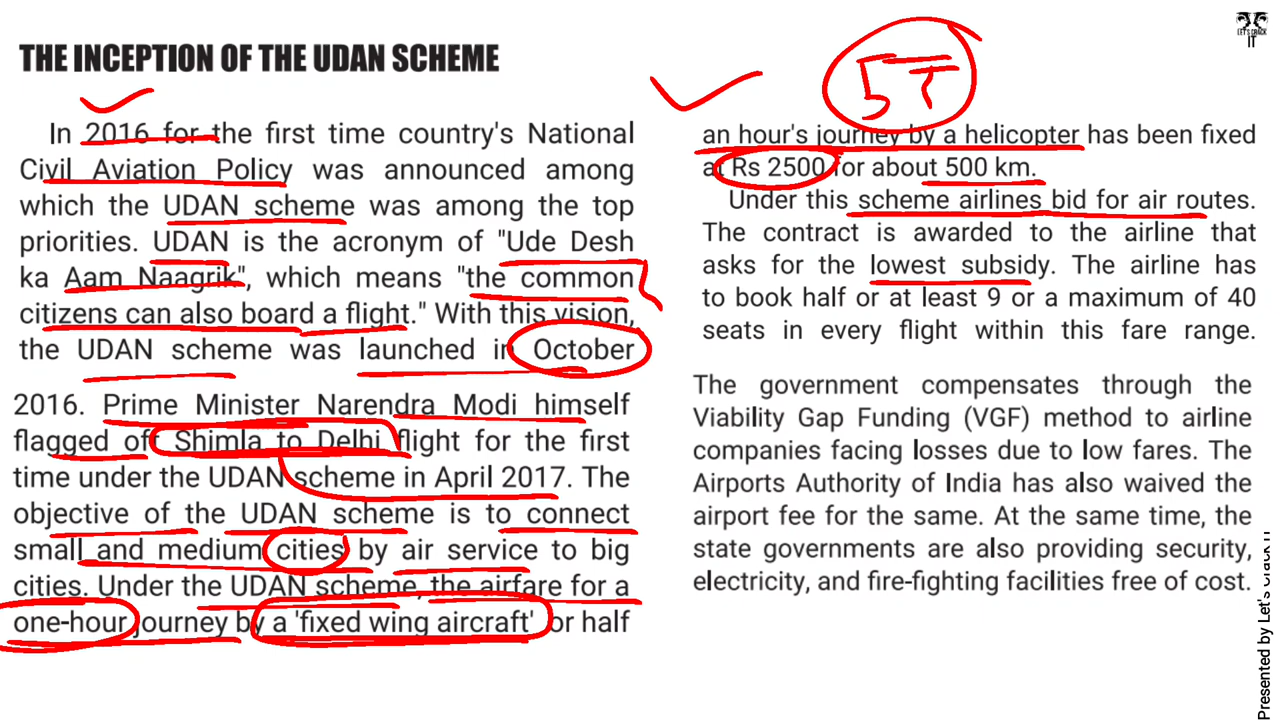 THE INCEPTION OF THE UDAN SCHEME
In 2016 for the first time country's National
Civil Aviation Policy was announced among
which the UDAN scheme was among the top
priorities. UDAN is the acronym of "Ude Desh
ka Aam Naagrik", which means "the common
citizens can also board a flight." With this vision,
the UDAN scheme was launched in October
2016. Prime Minister Narendra Modi himself
flagged off Shimla to Delhi flight for the first
time under the UDAN scheme in April 2017. The
objective of the UDAN scheme is to connect
small and medium cities by air service to big
cities. Under the UDAN scheme, the airfare for a
one-hour journey by a 'fixed wing aircraft' or half
5T
an hour's journey by a helicopter has been fixed
at Rs 2500 for about 500 km.
Under this scheme airlines bid for air routes.
The contract is awarded to the airline that
asks for the lowest subsidy. The airline has
to book half or at least 9 or a maximum of 40
seats in every flight within this fare range.
The government compensates through the
Viability Gap Funding (VGF) method to airline
companies facing losses due to low fares. The
Airports Authority of India has also waived the
airport fee for the same. At the same time, the
state governments are also providing security,
electricity, and fire-fighting facilities free of cost.
LET'S CRACK
IT
Presented by Let's Crack It